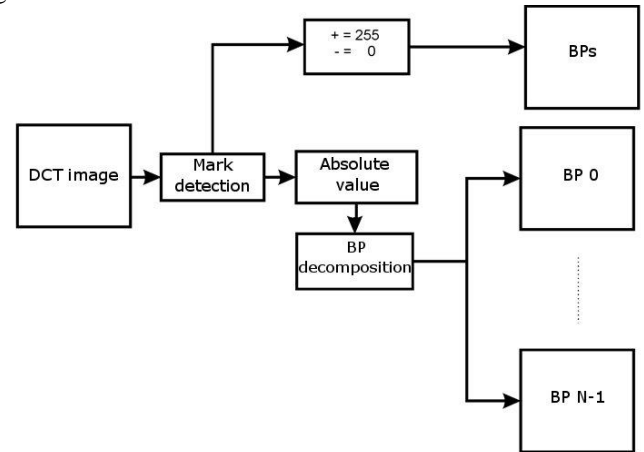 + = 255
- = 0
BPs
DCT image
Mark
detection
Absolute
value
BP 0
BP
decomposition
BP N-1